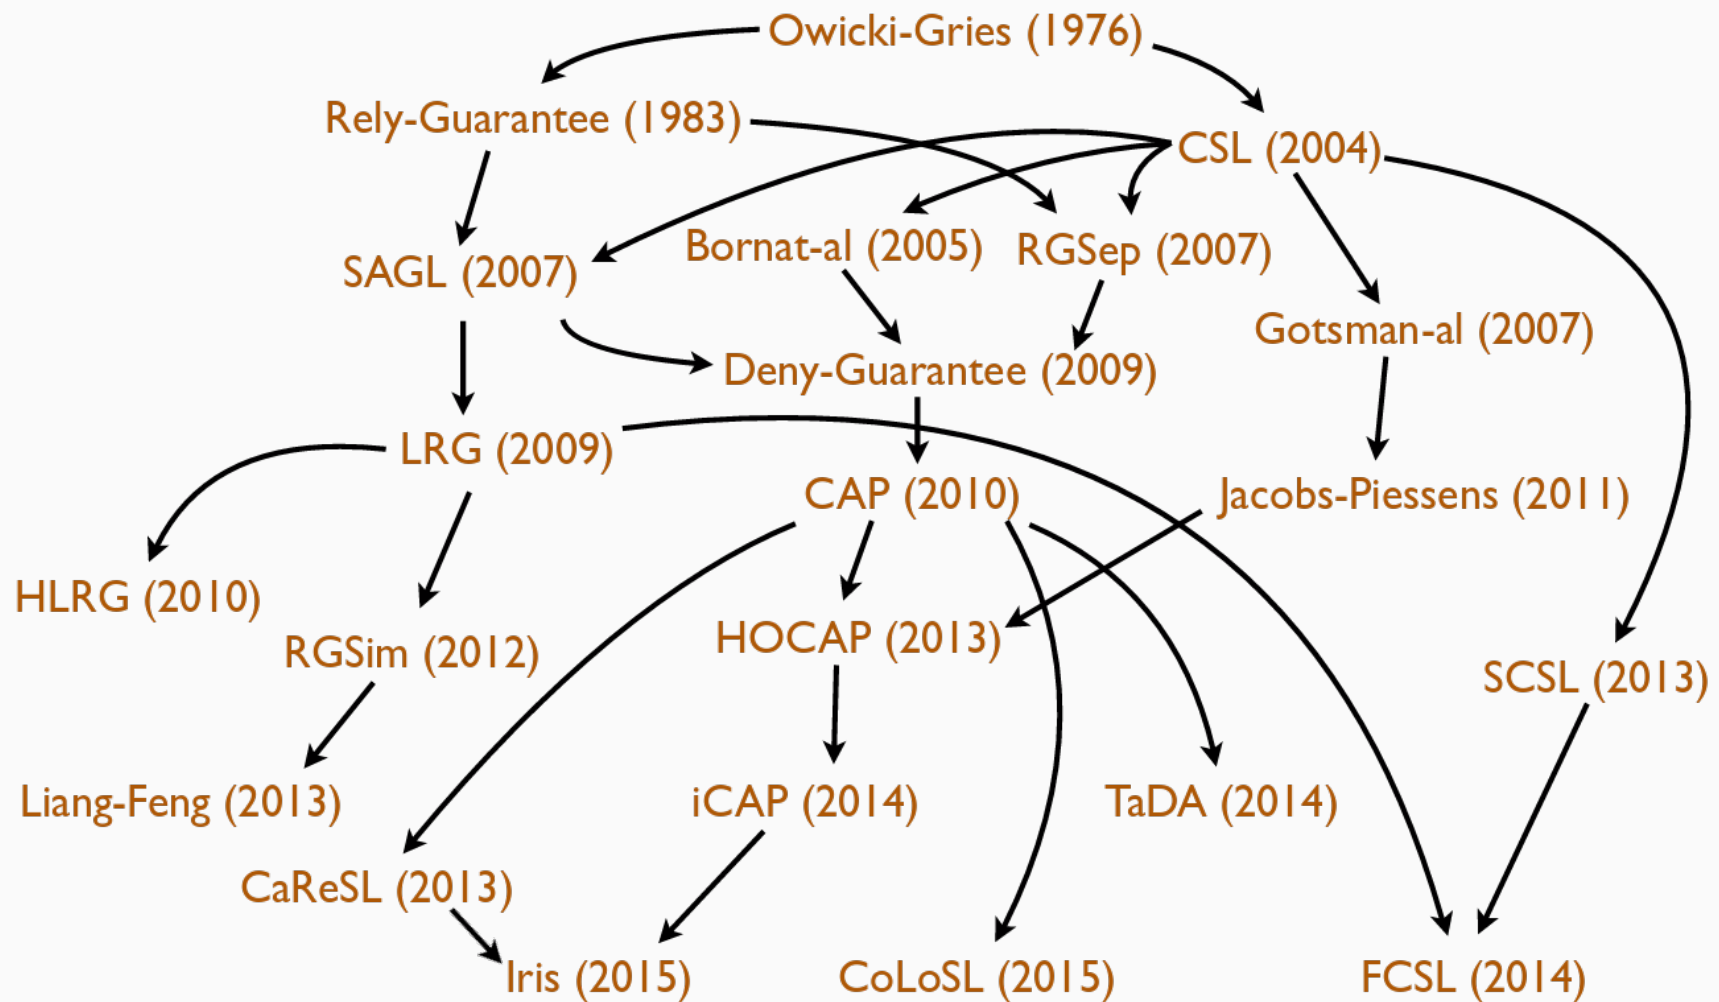 Owicki-Gries (1976)
Rely-Guarantee (1983)
CSL (2004)
Bornat-al (2005)
RGSep (2007)
SAGL (2007)
Gotsman-al (2007)
Deny-Guarantee (2009)
LRG (2009)
CAP (2010)
Jacobs-Piessens (2011)
HLRG (2010)
RGSim (2012)
HOCAP (2013)
SCSL (2013)
Liang-Feng (2013)
iCAP (2014)
TaDA (2014)
CaReSL (2013)
Iris (2015)
CoLoSL (2015)
FCSL (2014)